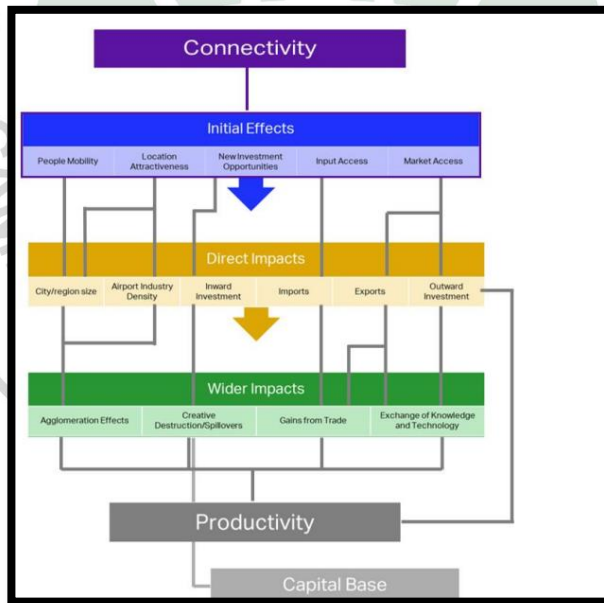 Connectivity
Initial Effects
People Mobility
Location
Attractiveness
New Investment
Opportunities
Input Access
Market Access
Direct Impacts
City/region size
Airport Industry
Density
Inward
Investment
Imports
Exports
Outward
Investment
Wider Impacts
Agglomeration Effects
Creative
Destruction/Spillovers
Gains from Trade
Exchange of Knowledge
and Technology
Productivity
Capital Base